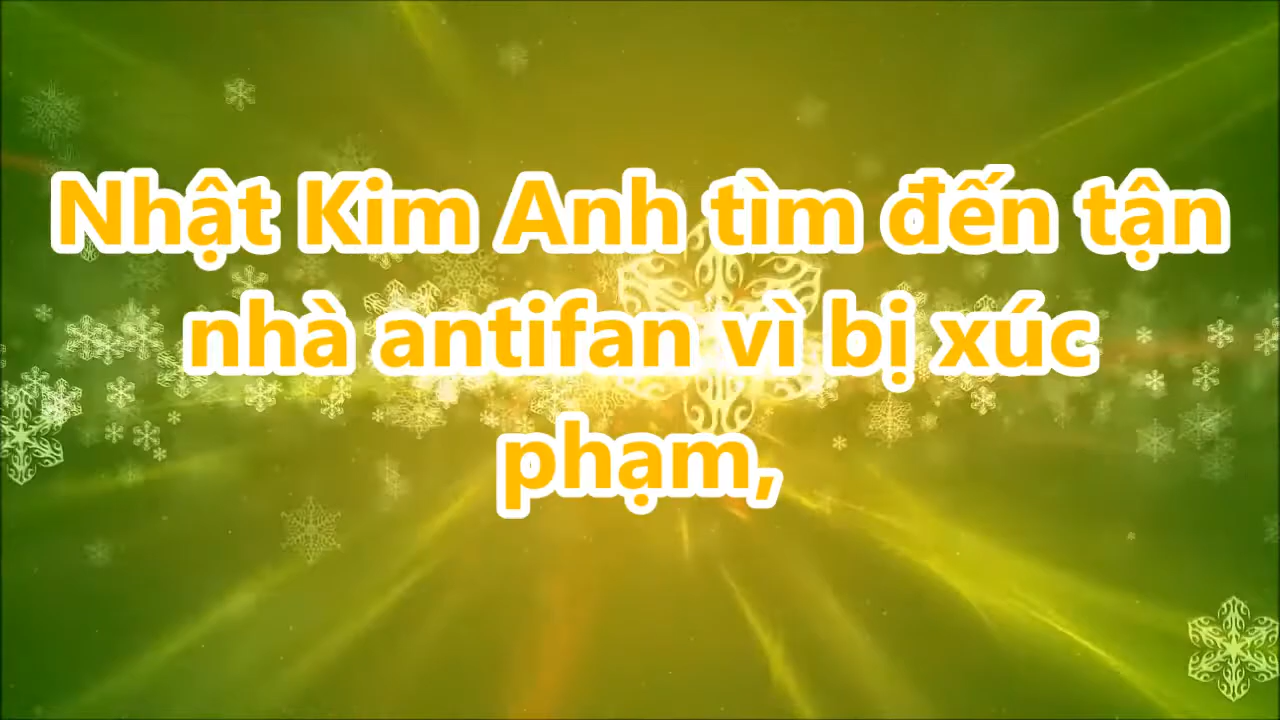 Nhật Kim Anh tìm đến tận
nhà antifan vì bị xúc
phạm,